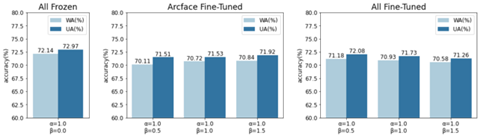 All Frozen
80.0
77.5
75.0
72.5
70.0
67.5
65.0
62.5
60.0
accuracy(%)
WA(%)
UA(%)
72.14
72.97
α=1.0
β=0.0
Arcface Fine-Tuned
80.0
77.5
75.0
72.5
70.0
67.5
65.0
62.5
60.0
accuracy(%)
WA(%)
UA(%)
70.11
71.51
70.72
71.53
70.84
71.92
α=1.0
β=0.5
α=1.0
β=1.0
α=1.0
β=1.5
All Fine-Tuned
80.0
77.5
75.0
72.5
70.0
67.5
65.0
62.5
60.0
accuracy(%)
WA(%)
UA(%)
71.18
72.08
70.93
71.73
70.58
71.26
α=1.0
β=0.5
α=1.0
β=1.0
α=1.0
β=1.5